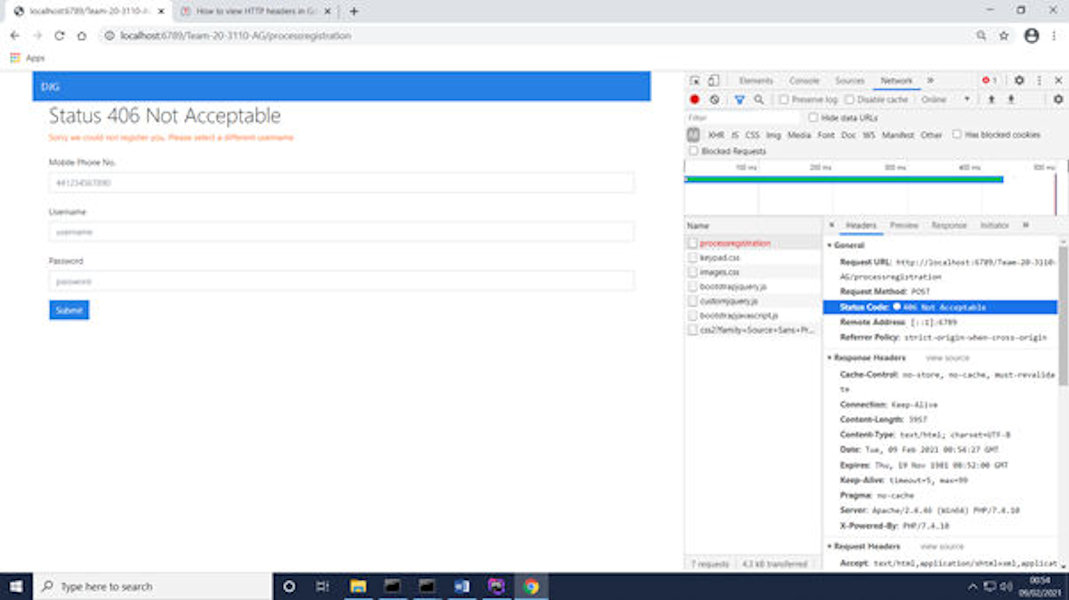 localhost:6789/Team-20-3110-A
How to view HTTP headers in G
localhost:6789/Team-20-3110-AG/processregistration
Apps
DJG
Status 406 Not Acceptable
Sorry we could not register you. Please select a different username
Mobile Phone No.
Username
username
Password
password
Submit
Elements Console Sources Network » 1
Preserve log Disable cache Online
Filter Hide data URLs
All XHR JS CSS Img Media Font Doc WS Manifest Other Has blocked cookies
Blocked Requests
100 ms 200 ms 300 ms 400 ms 500 ms
Name
processregistration
keypad.css
images.css
bootstrapjquery.js
customjquery.js
bootstrapjavascript.js
css2?family=Source+Sans+Pr...
7 requests 4.3 kB transferred
× Headers Preview Response Initiator »
General
Request URL: http://localhost:6789/Team-20-3110-
AG/processregistration
Request Method: POST
Status Code: 406 Not Acceptable
Remote Address: [::1]:6789
Referrer Policy: strict-origin-when-cross-origin
Response Headers view source
Cache-Control: no-store, no-cache, must-revalida
te
Connection: Keep-Alive
Content-Length: 3957
Content-Type: text/html; charset=UTF-8
Date: Tue, 09 Feb 2021 00:54:27 GMT
Expires: Thu, 19 Nov 1981 08:52:00 GMT
Keep-Alive: timeout=5, max=99
Pragma: no-cache
Server: Apache/2.4.46 (Win64) PHP/7.4.10
X-Powered-By: PHP/7.4.10
Request Headers view source
Accept: text/html,application/xhtml+xml,applicat
Type here to search
00:54
09/02/2021